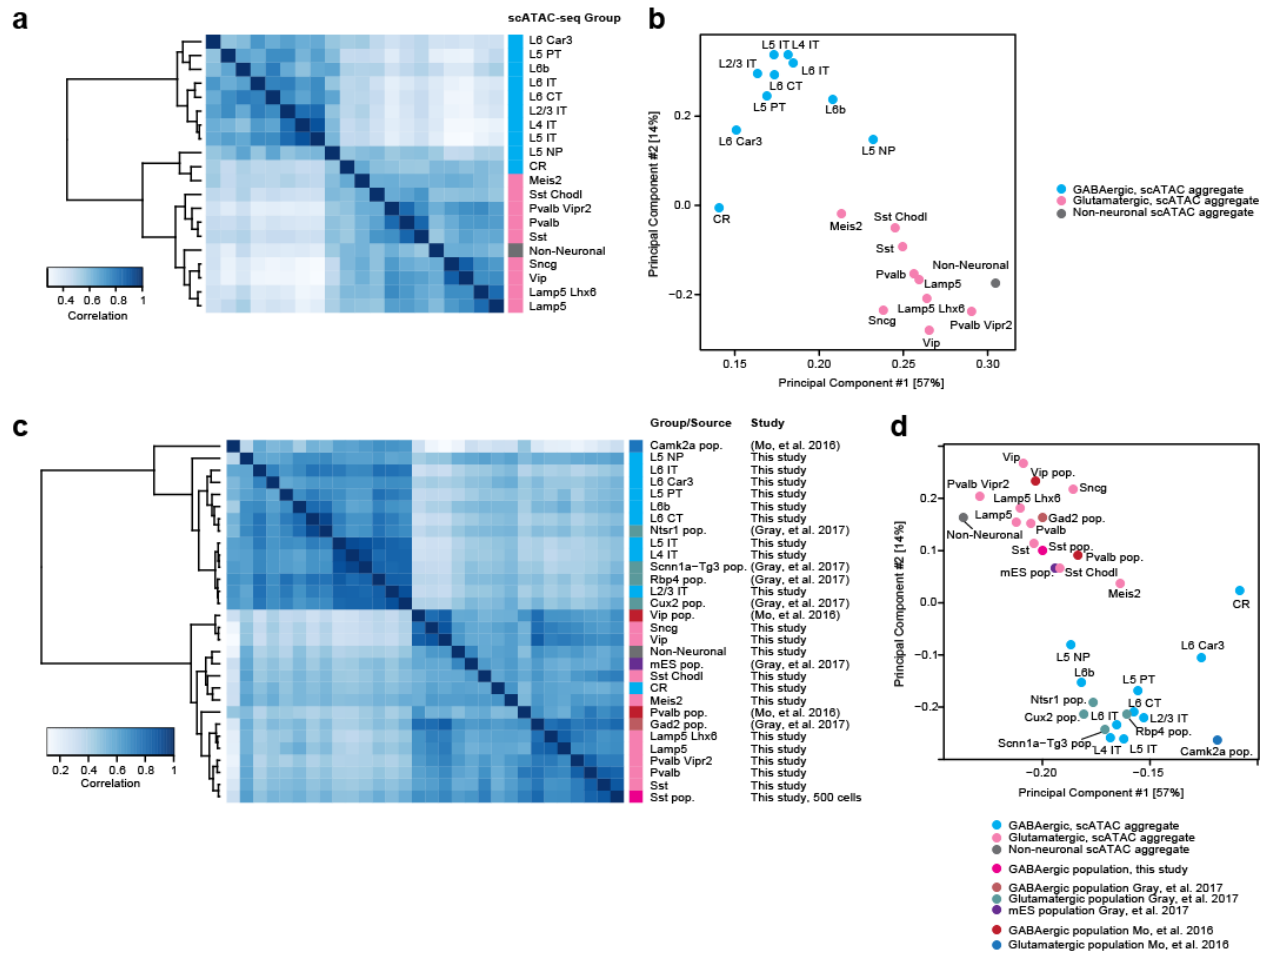 a
scATAC-seq Group
L6 Car3
L5 PT
L6b
L6 IT
L6 CT
L2/3 IT
L4 IT
L5 IT
L5 NP
CR
Meis2
Sst Chodl
Pvalb Vipr2
Pvalb
Sst
Non-Neuronal
Sncg
Vip
Lamp5 Lhx6
Lamp5
0.4 0.6 0.8 1
Correlation
b
L5 IT L4 IT
L2/3 IT
L6 IT
L6 CT
L5 PT
L6b
L6 Car3
L5 NP
CR
Meis2
Sst Chodl
Sst
Non-Neuronal
Pvalb
Lamp5
Lamp5 Lhx6
Sncg
Pvalb Vipr2
Vip
0.2
0.0
−0.2
Principal Component #2 [14%]
0.15 0.20 0.25 0.30
Principal Component #1 [57%]
GABAergic, scATAC aggregate
Glutamatergic, scATAC aggregate
Non-neuronal scATAC aggregate
c
Group/Source Study
Camk2a pop. (Mo, et al. 2016)
L5 NP This study
L6 IT This study
L6 Car3 This study
L5 PT This study
L6b This study
L6 CT This study
Ntsr1 pop. (Gray, et al. 2017)
L5 IT This study
L4 IT This study
Scnn1a−Tg3 pop. (Gray, et al. 2017)
Rbp4 pop. (Gray, et al. 2017)
L2/3 IT This study
Cux2 pop. (Gray, et al. 2017)
Vip pop. (Mo, et al. 2016)
Sncg This study
Vip This study
Non-Neuronal This study
mES pop. (Gray, et al. 2017)
Sst Chodl This study
CR This study
Meis2 This study
Pvalb pop. (Mo, et al. 2016)
Gad2 pop. (Gray, et al. 2017)
Lamp5 Lhx6 This study
Lamp5 This study
Pvalb Vipr2 This study
Pvalb This study
Sst This study
Sst pop. This study, 500 cells
0.2 0.4 0.6 0.8 1
Correlation
d
Vip
Vip pop.
Pvalb Vipr2
Sncg
Lamp5 Lhx6
Lamp5
Gad2 pop.
Pvalb
Non-Neuronal
Sst
Sst pop.
Pvalb pop.
mES pop.
Sst Chodl
Meis2
CR
L5 NP
L6 Car3
L6b
L5 PT
Ntsr1 pop.
L6 CT
Cux2 pop.
L6 IT
L2/3 IT
Rbp4 pop.
Scnn1a−Tg3 pop.
L4 IT
L5 IT
Camk2a pop.
0.2
0.1
0.0
−0.1
−0.2
Principal Component #2 [14%]
−0.20 −0.15
Principal Component #1 [57%]
GABAergic, scATAC aggregate
Glutamatergic, scATAC aggregate
Non-neuronal scATAC aggregate
GABAergic population, this study
GABAergic population Gray, et al. 2017
Glutamatergic population Gray, et al. 2017
mES population Gray, et al. 2017
GABAergic population Mo, et al. 2016
Glutamatergic population Mo, et al. 2016